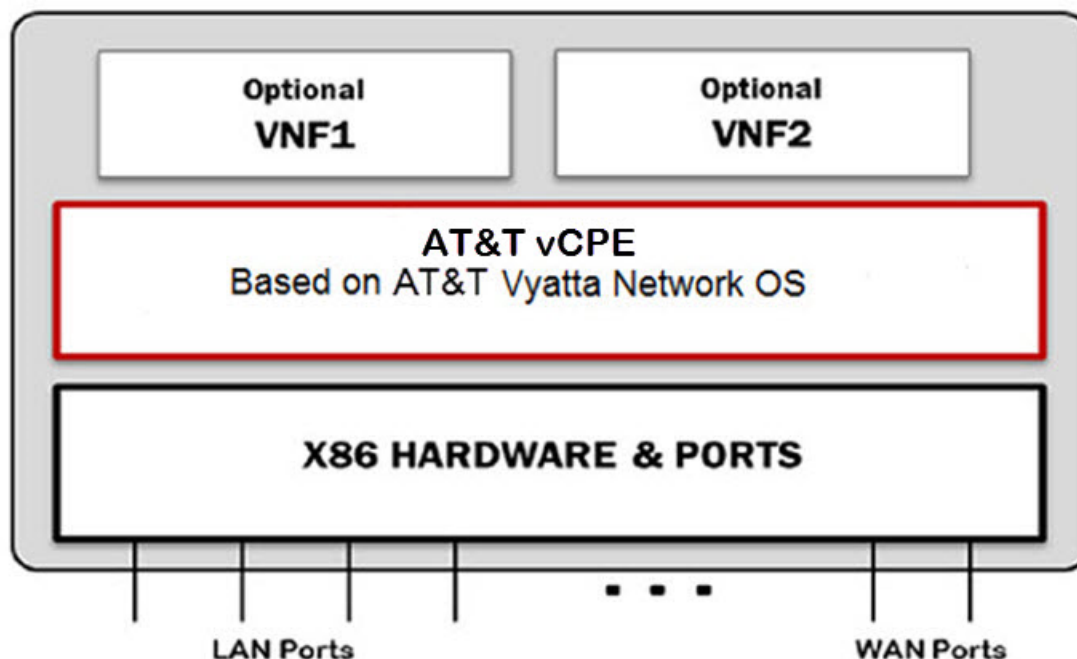 Optional
VNF1
Optional
VNF2
AT&T vCPE
Based on AT&T Vyatta Network OS
X86 HARDWARE & PORTS
LAN Ports
WAN Ports